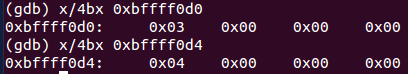 (gdb) x/4bx 0xbffff0d0
0xbffff0d0: 0x03 0x00 0x00 0x00
(gdb) x/4bx 0xbffff0d4
0xbffff0d4: 0x04 0x00 0x00 0x00